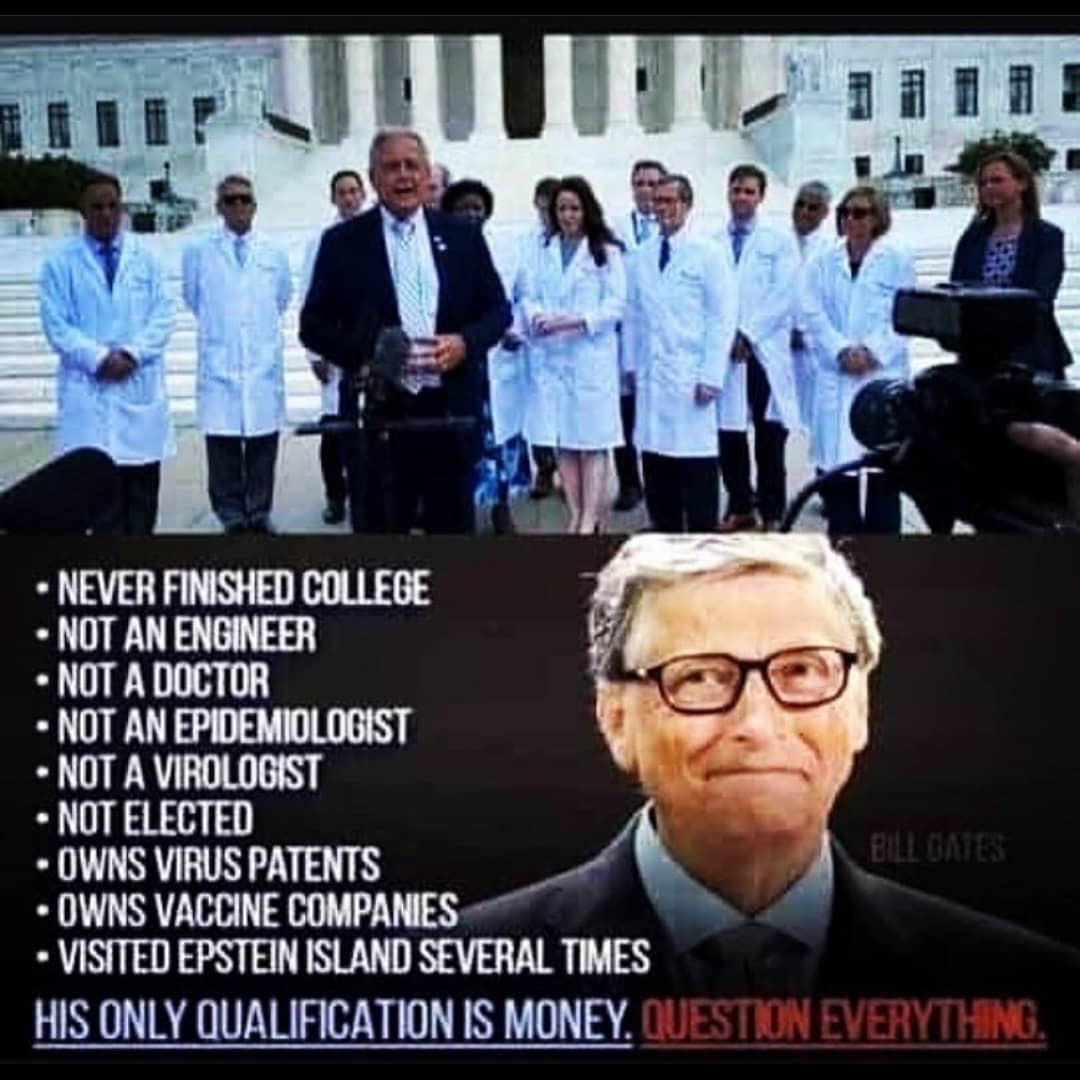 • NEVER FINISHED COLLEGE
• NOT AN ENGINEER
• NOT A DOCTOR
• NOT AN EPIDEMIOLOGIST
• NOT A VIROLOGIST
• NOT ELECTED
• OWNS VIRUS PATENTS
• OWNS VACCINE COMPANIES
• VISITED EPSTEIN ISLAND SEVERAL TIMES
BILL GATES
HIS ONLY QUALIFICATION IS MONEY. QUESTION EVERYTHING.